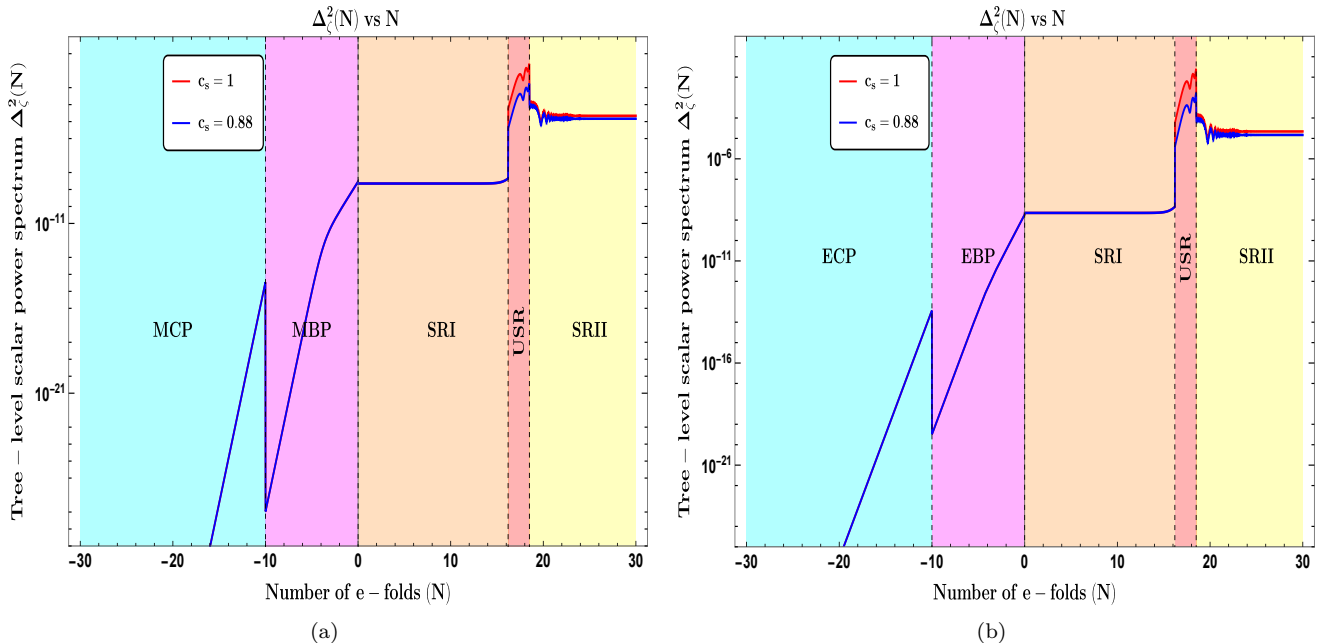 Δ²ζ(N) vs N
Tree – level scalar power spectrum Δ²ζ(N)
cs = 1
cs = 0.88
10⁻¹¹
10⁻²¹
MCP
MBP
SRI
USR
SRII
−30 −20 −10 0 10 20 30
Number of e – folds (N)
(a)
Δ²ζ(N) vs N
Tree – level scalar power spectrum Δ²ζ(N)
cs = 1
cs = 0.88
10⁻⁶
10⁻¹¹
10⁻¹⁶
10⁻²¹
ECP
EBP
SRI
USR
SRII
−30 −20 −10 0 10 20 30
Number of e – folds (N)
(b)